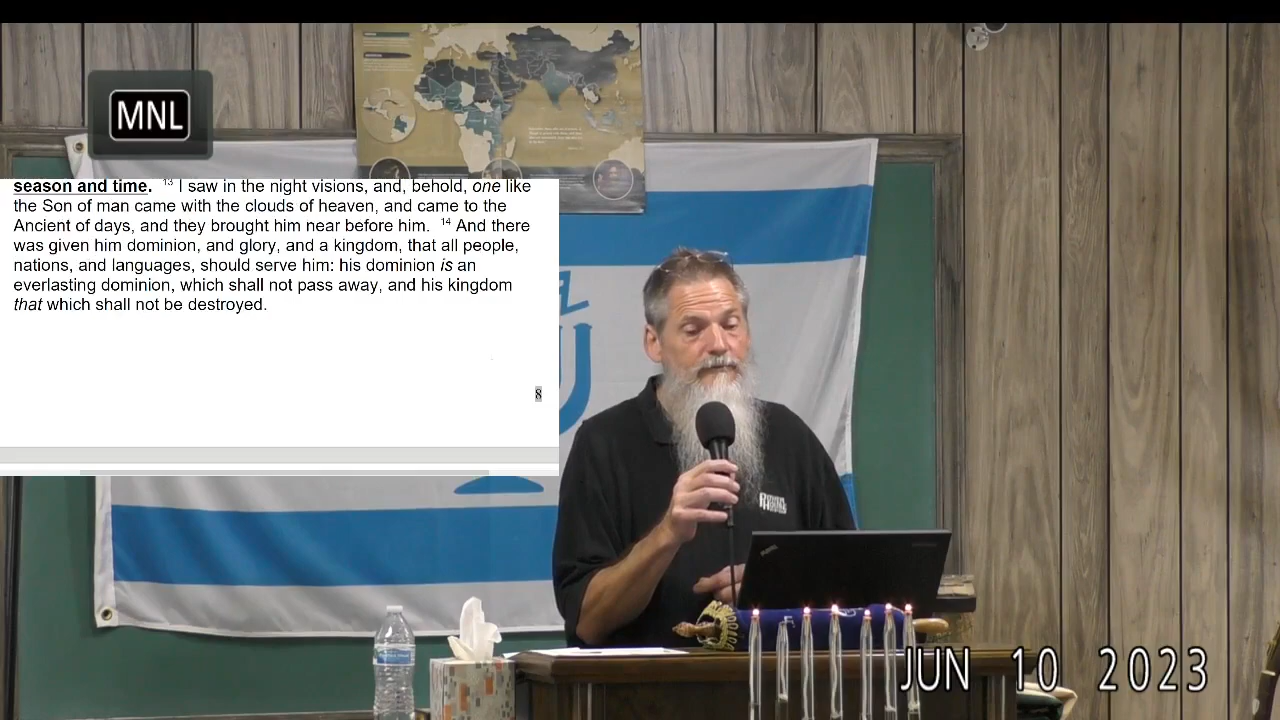 MNL
season and time. 13 I saw in the night visions, and, behold, one like
the Son of man came with the clouds of heaven, and came to the
Ancient of days, and they brought him near before him. 14 And there
was given him dominion, and glory, and a kingdom, that all people,
nations, and languages, should serve him: his dominion is an
everlasting dominion, which shall not pass away, and his kingdom
that which shall not be destroyed.
8
JUN 10 2023